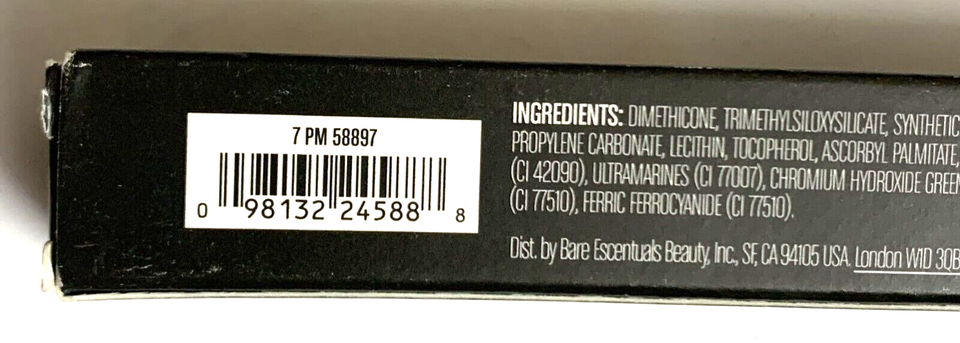 7 PM 58897
0 98132 24588 8
INGREDIENTS: DIMETHICONE, TRIMETHYLSILOXYSILICATE, SYNTHETIC
PROPYLENE CARBONATE, LECITHIN, TOCOPHEROL, ASCORBYL PALMITATE,
(CI 42090), ULTRAMARINES (CI 77007), CHROMIUM HYDROXIDE GREEN
(CI 77510), FERRIC FERROCYANIDE (CI 77510).
Dist. by Bare Escentuals Beauty, Inc., SF, CA 94105 USA. London W1D 3QB